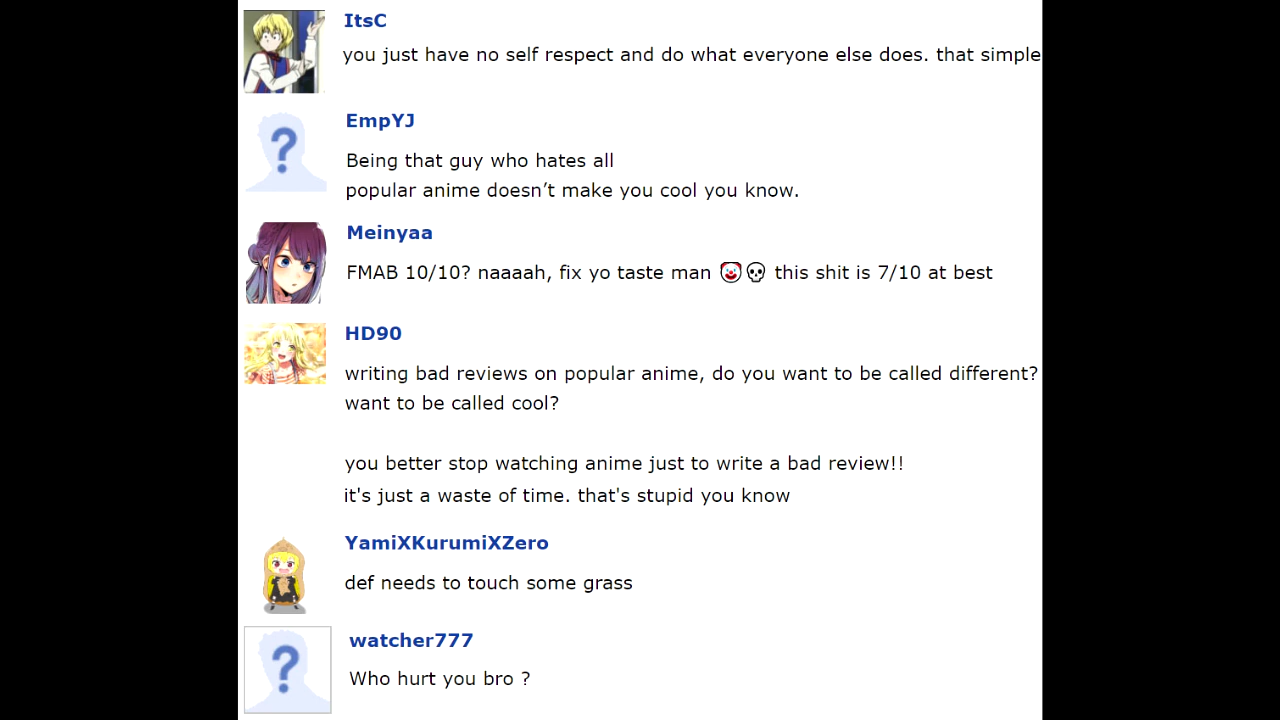 ItsC
you just have no self respect and do what everyone else does. that simple
EmpYJ
Being that guy who hates all
popular anime doesn’t make you cool you know.
Meinyaa
FMAB 10/10? naaaah, fix yo taste man 🤡💀 this shit is 7/10 at best
HD90
writing bad reviews on popular anime, do you want to be called different?
want to be called cool?
you better stop watching anime just to write a bad review!!
it's just a waste of time. that's stupid you know
YamiXKurumiXZero
def needs to touch some grass
watcher777
Who hurt you bro ?